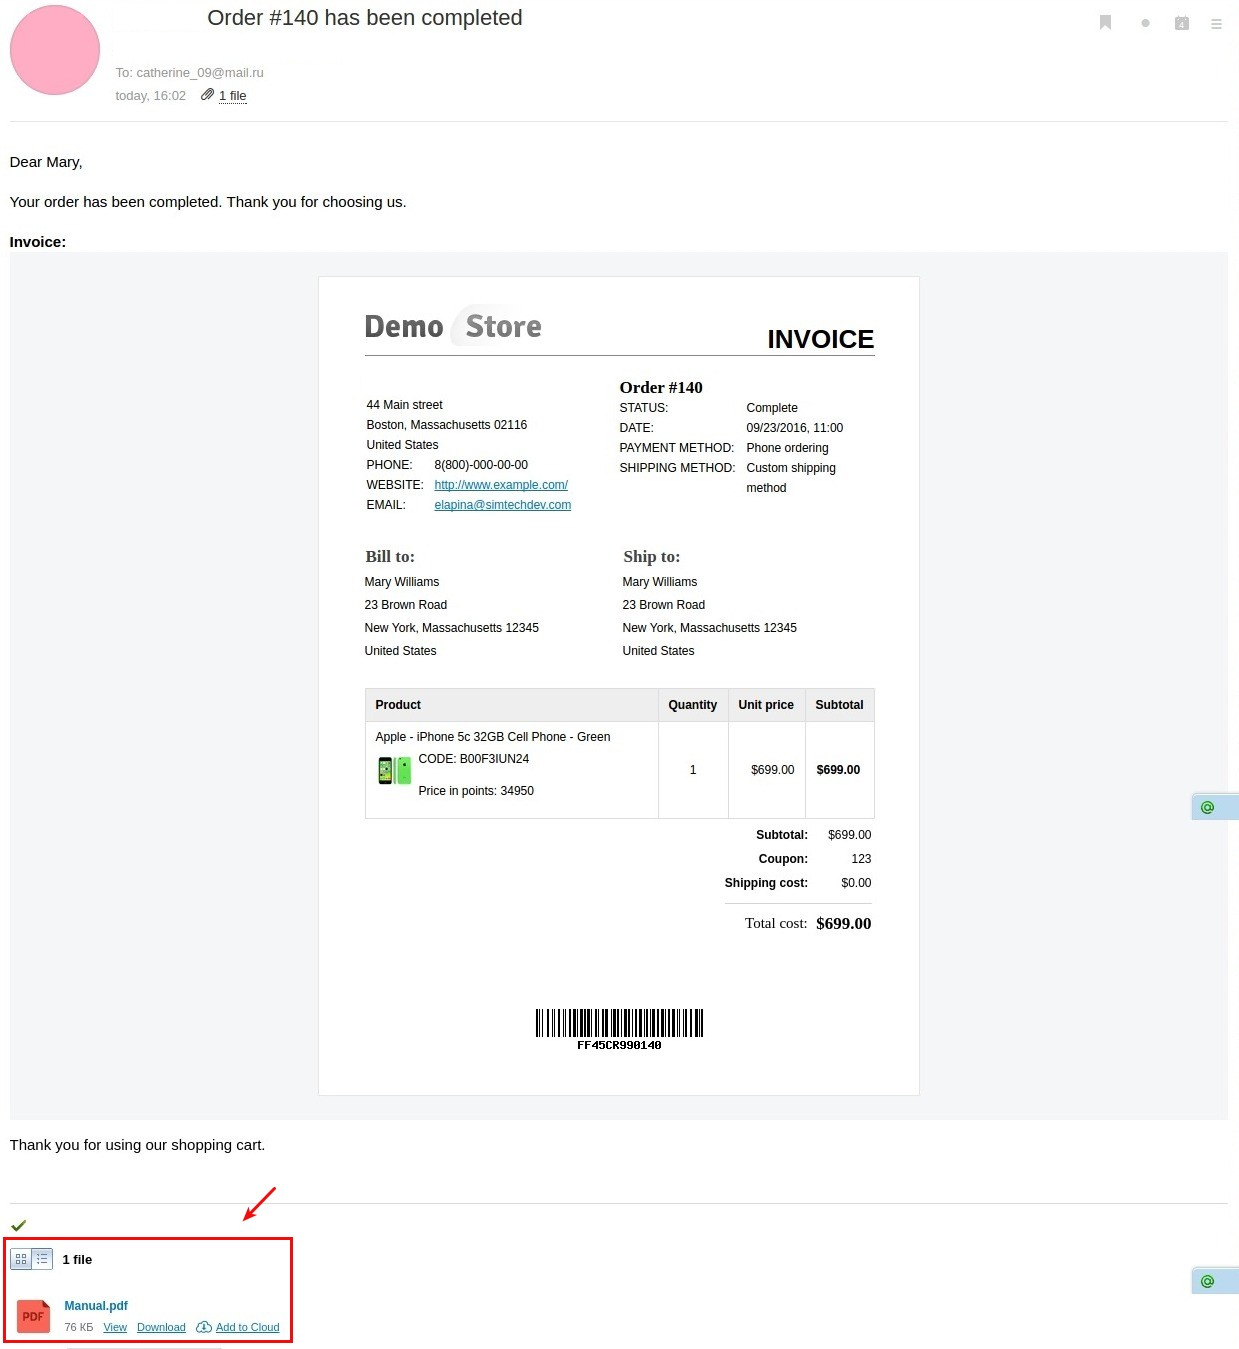 Order #140 has been completed
4
To: catherine_09@mail.ru
today, 16:02 1 file
Dear Mary,
Your order has been completed. Thank you for choosing us.
Invoice:
Demo Store
INVOICE
44 Main street
Boston, Massachusetts 02116
United States
PHONE: 8(800)-000-00-00
WEBSITE: http://www.example.com/
EMAIL: elapina@simtechdev.com
Order #140
STATUS: Complete
DATE: 09/23/2016, 11:00
PAYMENT METHOD: Phone ordering
SHIPPING METHOD: Custom shipping
method
Bill to:
Mary Williams
23 Brown Road
New York, Massachusetts 12345
United States
Ship to:
Mary Williams
23 Brown Road
New York, Massachusetts 12345
United States
Product Quantity Unit price Subtotal
Apple - iPhone 5c 32GB Cell Phone - Green
CODE: B00F3IUN24
1 $699.00 $699.00
Price in points: 34950
Subtotal: $699.00
Coupon: 123
Shipping cost: $0.00
Total cost: $699.00
FF45CR990140
@
Thank you for using our shopping cart.
1 file
@
PDF
Manual.pdf
76 КБ View Download Add to Cloud